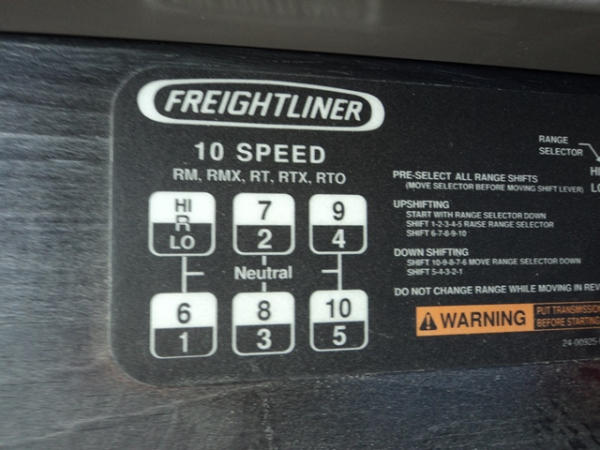 FREIGHTLINER
10 SPEED
RM, RMX, RT, RTX, RTO
HI
R
LO
7
2
9
4
Neutral
6
1
8
3
10
5
RANGE
SELECTOR
HI
LO
PRE-SELECT ALL RANGE SHIFTS
(MOVE SELECTOR BEFORE MOVING SHIFT LEVER)
UPSHIFTING
START WITH RANGE SELECTOR DOWN
SHIFT 1-2-3-4-5 RAISE RANGE SELECTOR
SHIFT 6-7-8-9-10
DOWN SHIFTING
SHIFT 10-9-8-7-6 MOVE RANGE SELECTOR DOWN
SHIFT 5-4-3-2-1
DO NOT CHANGE RANGE WHILE MOVING IN REV
WARNING
PUT TRANSMISSION
BEFORE STARTING
24-00925-